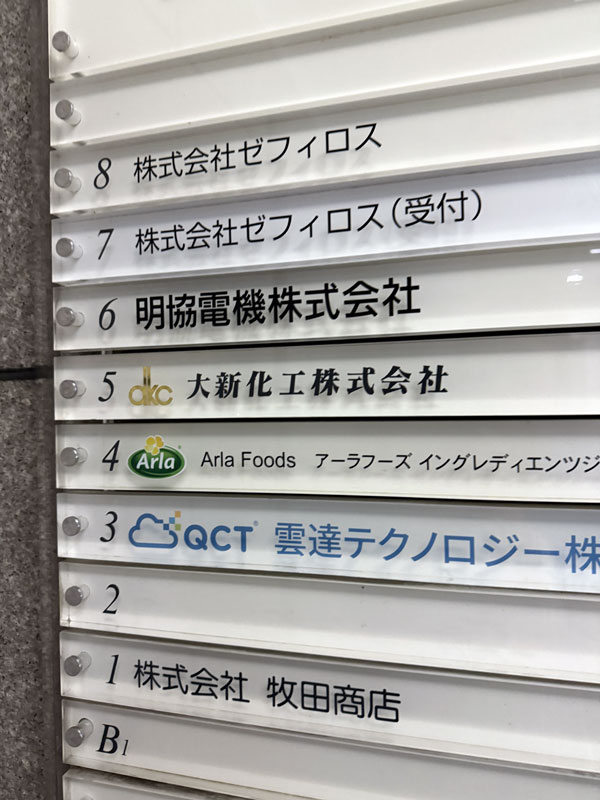 8 株式会社ゼフィロス
7 株式会社ゼフィロス(受付)
6 明協電機株式会社
5 dkc 大新化工株式会社
4 Arla Arla Foods アーラフーズ イングレディエンツジ
3 QCT® 雲達テクノロジー株
2
1 株式会社 牧田商店
B1